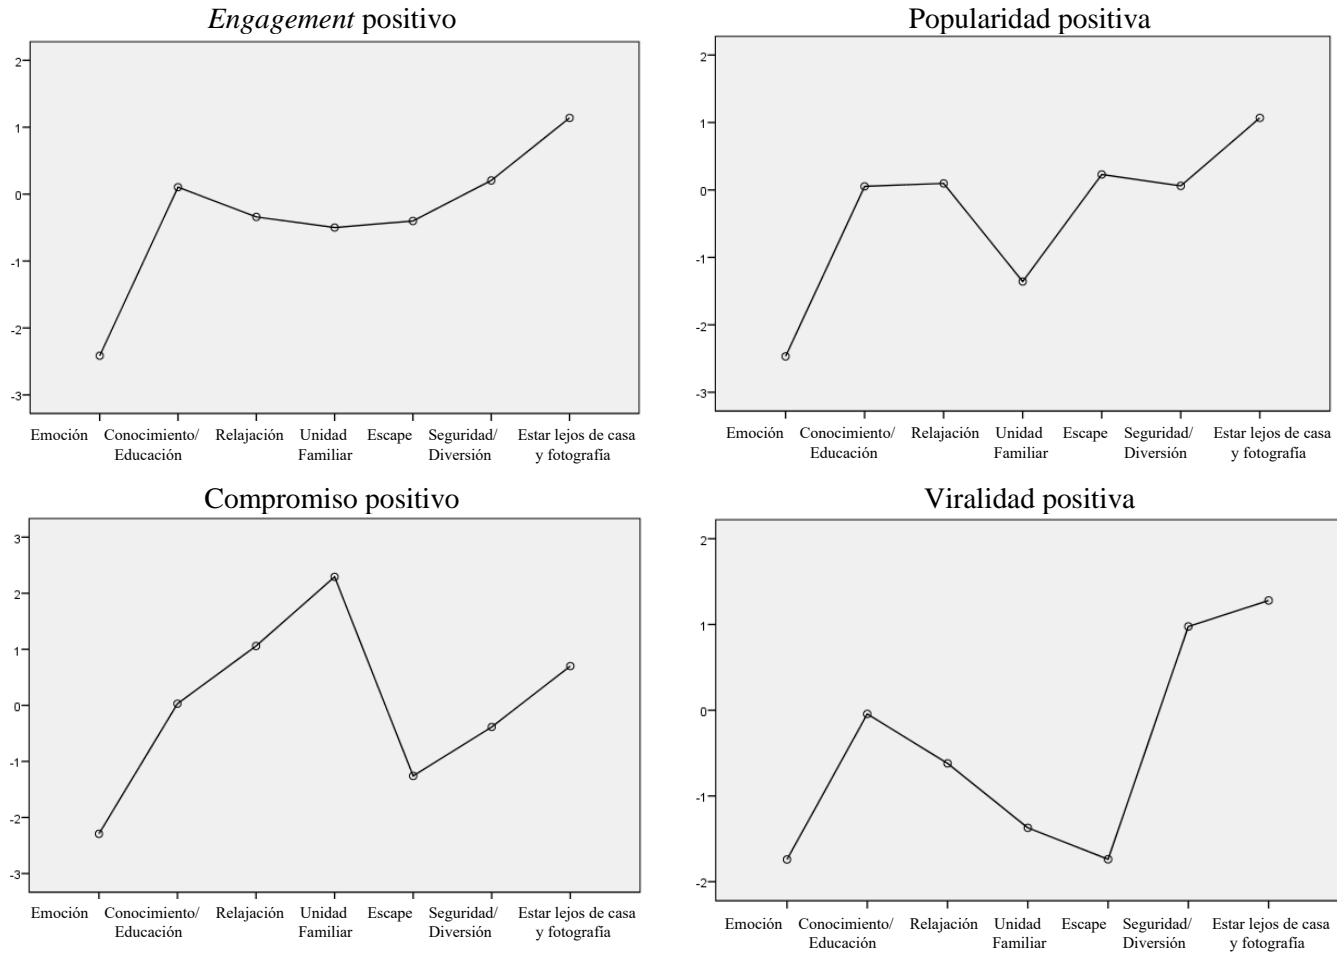 Engagement positivo
2
1
0
-1
-2
-3
Emoción Conocimiento/ Relajación Unidad Escape Seguridad/ Estar lejos de casa
Educación Familiar Diversión y fotografía
Popularidad positiva
2
1
0
-1
-2
-3
Emoción Conocimiento/ Relajación Unidad Escape Seguridad/ Estar lejos de casa
Educación Familiar Diversión y fotografía
Compromiso positivo
3
2
1
0
-1
-2
-3
Emoción Conocimiento/ Relajación Unidad Escape Seguridad/ Estar lejos de casa
Educación Familiar Diversión y fotografía
Viralidad positiva
2
1
0
-1
-2
Emoción Conocimiento/ Relajación Unidad Escape Seguridad/ Estar lejos de casa
Educación Familiar Diversión y fotografía